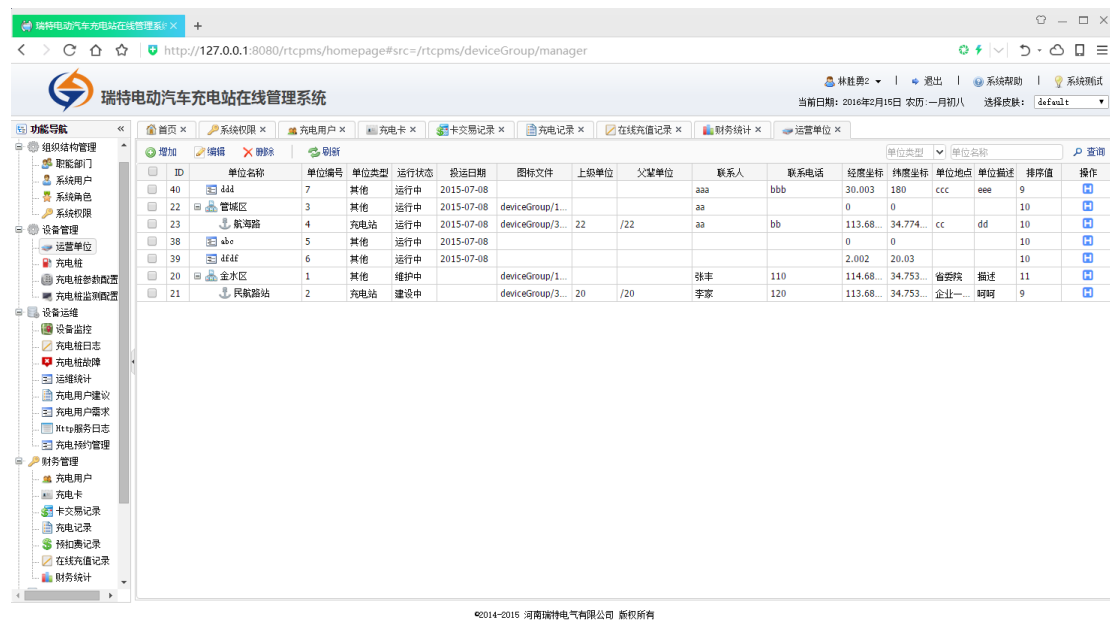 瑞特电动汽车充电站在线管理系统
http://127.0.0.1:8080/rtcpms/homepage#src=/rtcpms/deviceGroup/manager
瑞特电动汽车充电站在线管理系统
林胜勇2 | 退出 | 系统帮助 | 系统测试
当前日期: 2016年2月15日 农历:一月初八 选择皮肤: default
功能导航 «
首页 × 系统权限 × 充电用户 × 充电卡 × 卡交易记录 × 充电记录 × 在线充值记录 × 财务统计 × 运营单位 ×
增加 编辑 删除 刷新 单位类型 单位名称 查询
ID 单位名称 单位编号 单位类型 运行状态 投运日期 图标文件 上级单位 父辈单位 联系人 联系电话 经度坐标 纬度坐标 单位地点 单位描述 排序值 操作
40 ddd 7 其他 运行中 2015-07-08 aaa bbb 30.003 180 ccc eee 9
22 管城区 3 其他 运行中 2015-07-08 deviceGroup/1... aa 0 0 10
23 航海路 4 充电站 运行中 2015-07-08 deviceGroup/3... 22 /22 aa bb 113.68... 34.774... cc dd 10
38 abc 5 其他 运行中 2015-07-08 0 0 10
39 dfdf 6 其他 运行中 2015-07-08 2.002 20.03 10
20 金水区 1 其他 维护中 deviceGroup/1... 张丰 110 114.68... 34.753... 省委院 描述 11
21 民航路站 2 充电站 建设中 deviceGroup/3... 20 /20 李家 120 113.68... 34.753... 企业一... 呵呵 9
组织结构管理
职能部门
系统用户
系统角色
系统权限
设备管理
运营单位
充电桩
充电桩参数配置
充电桩监测配置
设备运维
设备监控
充电桩日志
充电桩故障
运维统计
充电用户建议
充电用户需求
Http服务日志
充电预约管理
财务管理
充电用户
充电卡
卡交易记录
充电记录
预扣费记录
在线充值记录
财务统计
©2014-2015 河南瑞特电气有限公司 版权所有